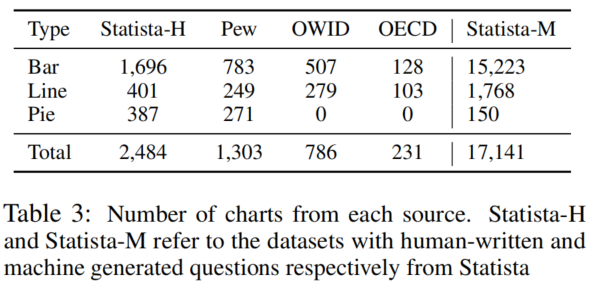 Type Statista-H Pew OWID OECD Statista-M
Bar 1,696 783 507 128 15,223
Line 401 249 279 103 1,768
Pie 387 271 0 0 150
Total 2,484 1,303 786 231 17,141
Table 3: Number of charts from each source. Statista-H
and Statista-M refer to the datasets with human-written and
machine generated questions respectively from Statista